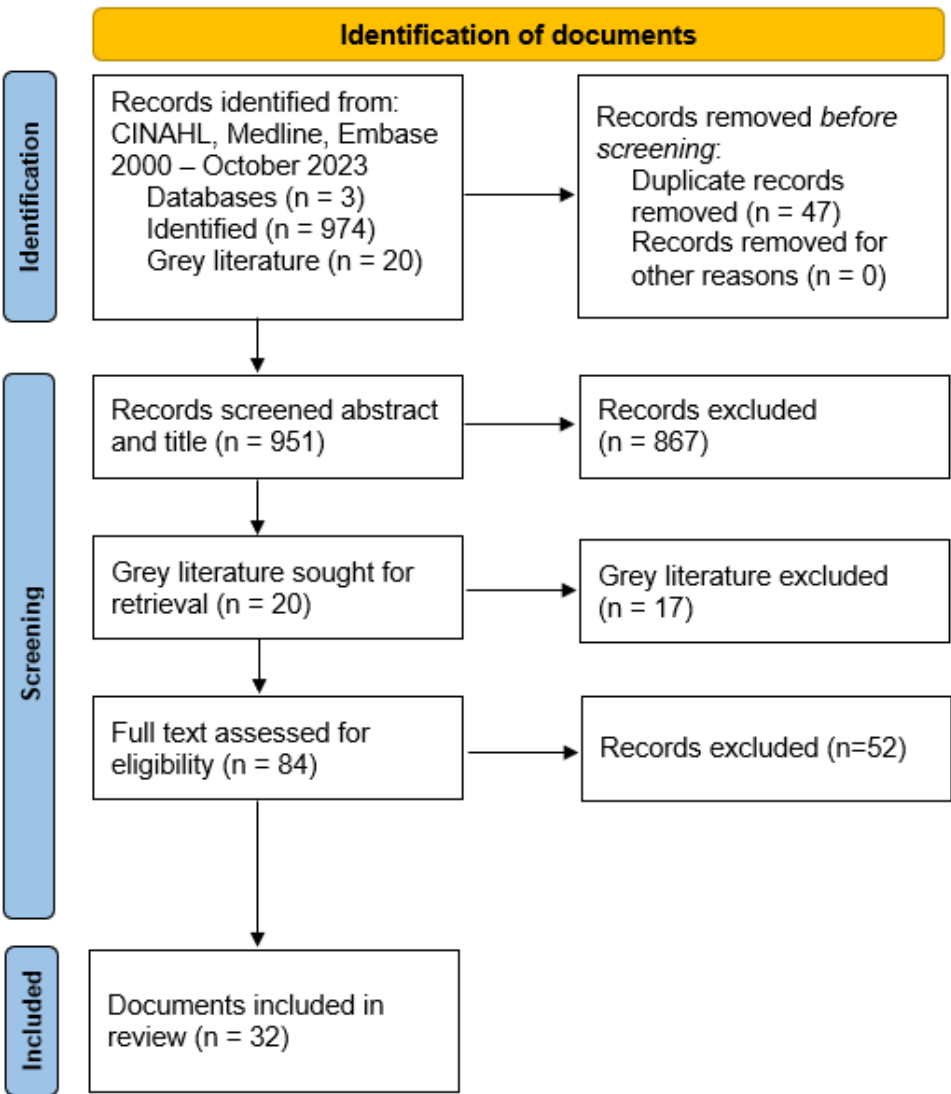 Identification of documents
Identification
Records identified from:
CINAHL, Medline, Embase
2000 – October 2023
Databases (n = 3)
Identified (n = 974)
Grey literature (n = 20)
Records removed before
screening:
Duplicate records
removed (n = 47)
Records removed for
other reasons (n = 0)
Screening
Records screened abstract
and title (n = 951)
Records excluded
(n = 867)
Grey literature sought for
retrieval (n = 20)
Grey literature excluded
(n = 17)
Full text assessed for
eligibility (n = 84)
Records excluded (n=52)
Included
Documents included in
review (n = 32)